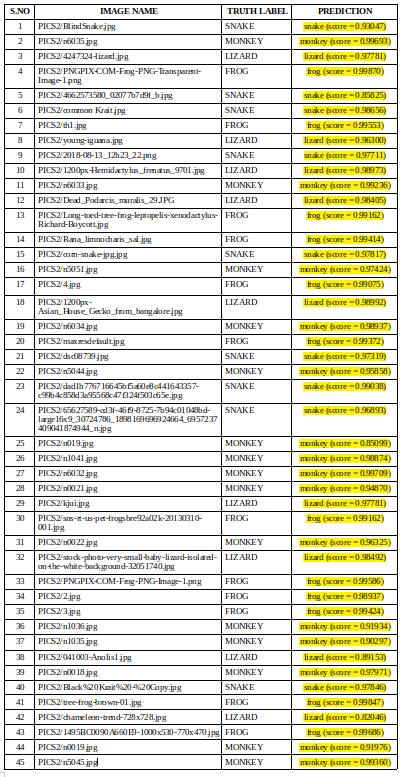 S.NO IMAGE NAME TRUTH LABEL PREDICTION
1 PICS2/BlindSnake.jpg SNAKE snake (score = 0.93047)
2 PICS2/n6035.jpg MONKEY monkey (score = 0.99693)
3 PICS2/4247324-lizard.jpg LIZARD lizard (score = 0.97781)
4 PICS2/PNGPIX-COM-Frog-PNG-Transparent- FROG frog (score = 0.99870)
Image-1.png
5 PICS2/4662573580_02077b7d9f_b.jpg SNAKE snake (score = 0.85825)
6 PICS2/common Krait.jpg SNAKE snake (score = 0.98656)
7 PICS2/th1.jpg FROG frog (score = 0.99553)
8 PICS2/young-iguana.jpg LIZARD lizard (score = 0.96300)
9 PICS2/2018-08-13_12h23_22.png SNAKE snake (score = 0.97711)
10 PICS2/1200px-Hemidactylus_frenatus_9701.jpg LIZARD lizard (score = 0.98973)
11 PICS2/n6033.jpg MONKEY monkey (score = 0.99236)
12 PICS2/Dead_Podarcis_muralis_29.JPG LIZARD lizard (score = 0.98405)
13 PICS2/Long-toed-tree-frog-leptopelis-xenodactylus- FROG frog (score = 0.99162)
Richard-Boycott.jpg
14 PICS2/Rana_limnocharis_sal.jpg FROG frog (score = 0.99414)
15 PICS2/corn-snake-jpg.jpg SNAKE snake (score = 0.97817)
16 PICS2/n5051.jpg MONKEY monkey (score = 0.97424)
17 PICS2/4.jpg FROG frog (score = 0.99075)
18 PICS2/1200px- LIZARD lizard (score = 0.98992)
Asian_House_Gecko_from_bangalore.jpg
19 PICS2/n6034.jpg MONKEY monkey (score = 0.98937)
20 PICS2/maxresdefault.jpg FROG frog (score = 0.99372)
21 PICS2/dsc08739.jpg SNAKE snake (score = 0.97319)
22 PICS2/n5044.jpg MONKEY monkey (score = 0.95858)
23 SNAKE snake (score = 0.99038)
24 SNAKE snake (score = 0.96893)
25 PICS2/n019.jpg MONKEY monkey (score = 0.85099)
26 PICS2/n1041.jpg MONKEY monkey (score = 0.98874)
27 PICS2/n6032.jpg MONKEY monkey (score = 0.99709)
28 PICS2/n0021.jpg MONKEY monkey (score = 0.94870)
29 PICS2/kjui.jpg LIZARD lizard (score = 0.97781)
30 PICS2/sns-rt-us-pet-frogsbre92a02k-20130310- FROG frog (score = 0.99162)
001.jpg
31 PICS2/n0022.jpg MONKEY monkey (score = 0.96325)
32 PICS2/stock-photo-very-small-baby-lizard-isolated- LIZARD lizard (score = 0.98492)
on-the-white-background-32051740.jpg
33 PICS2/PNGPIX-COM-Frog-PNG-Image-1.png FROG frog (score = 0.99586)
34 PICS2/2.jpg FROG frog (score = 0.98937)
35 PICS2/3.jpg FROG frog (score = 0.99424)
36 PICS2/n1036.jpg MONKEY monkey (score = 0.91934)
37 PICS2/n1035.jpg MONKEY monkey (score = 0.90297)
38 PICS2/041003-Anolis1.jpg LIZARD lizard (score = 0.89153)
39 PICS2/n0018.jpg MONKEY monkey (score = 0.97971)
40 PICS2/Black%20Krait%20-%20Copy.jpg SNAKE snake (score = 0.97846)
41 PICS2/tree-frog-brown-01.jpg FROG frog (score = 0.99847)
42 PICS2/chameleon-trend-728x728.jpg LIZARD lizard (score = 0.82046)
43 PICS2/1495BC0090A660E9-1000x530-770x470.jpg FROG frog (score = 0.99686)
44 PICS2/n0019.jpg MONKEY monkey (score = 0.91976)
45 PICS2/n5045.jpg MONKEY monkey (score = 0.99360)